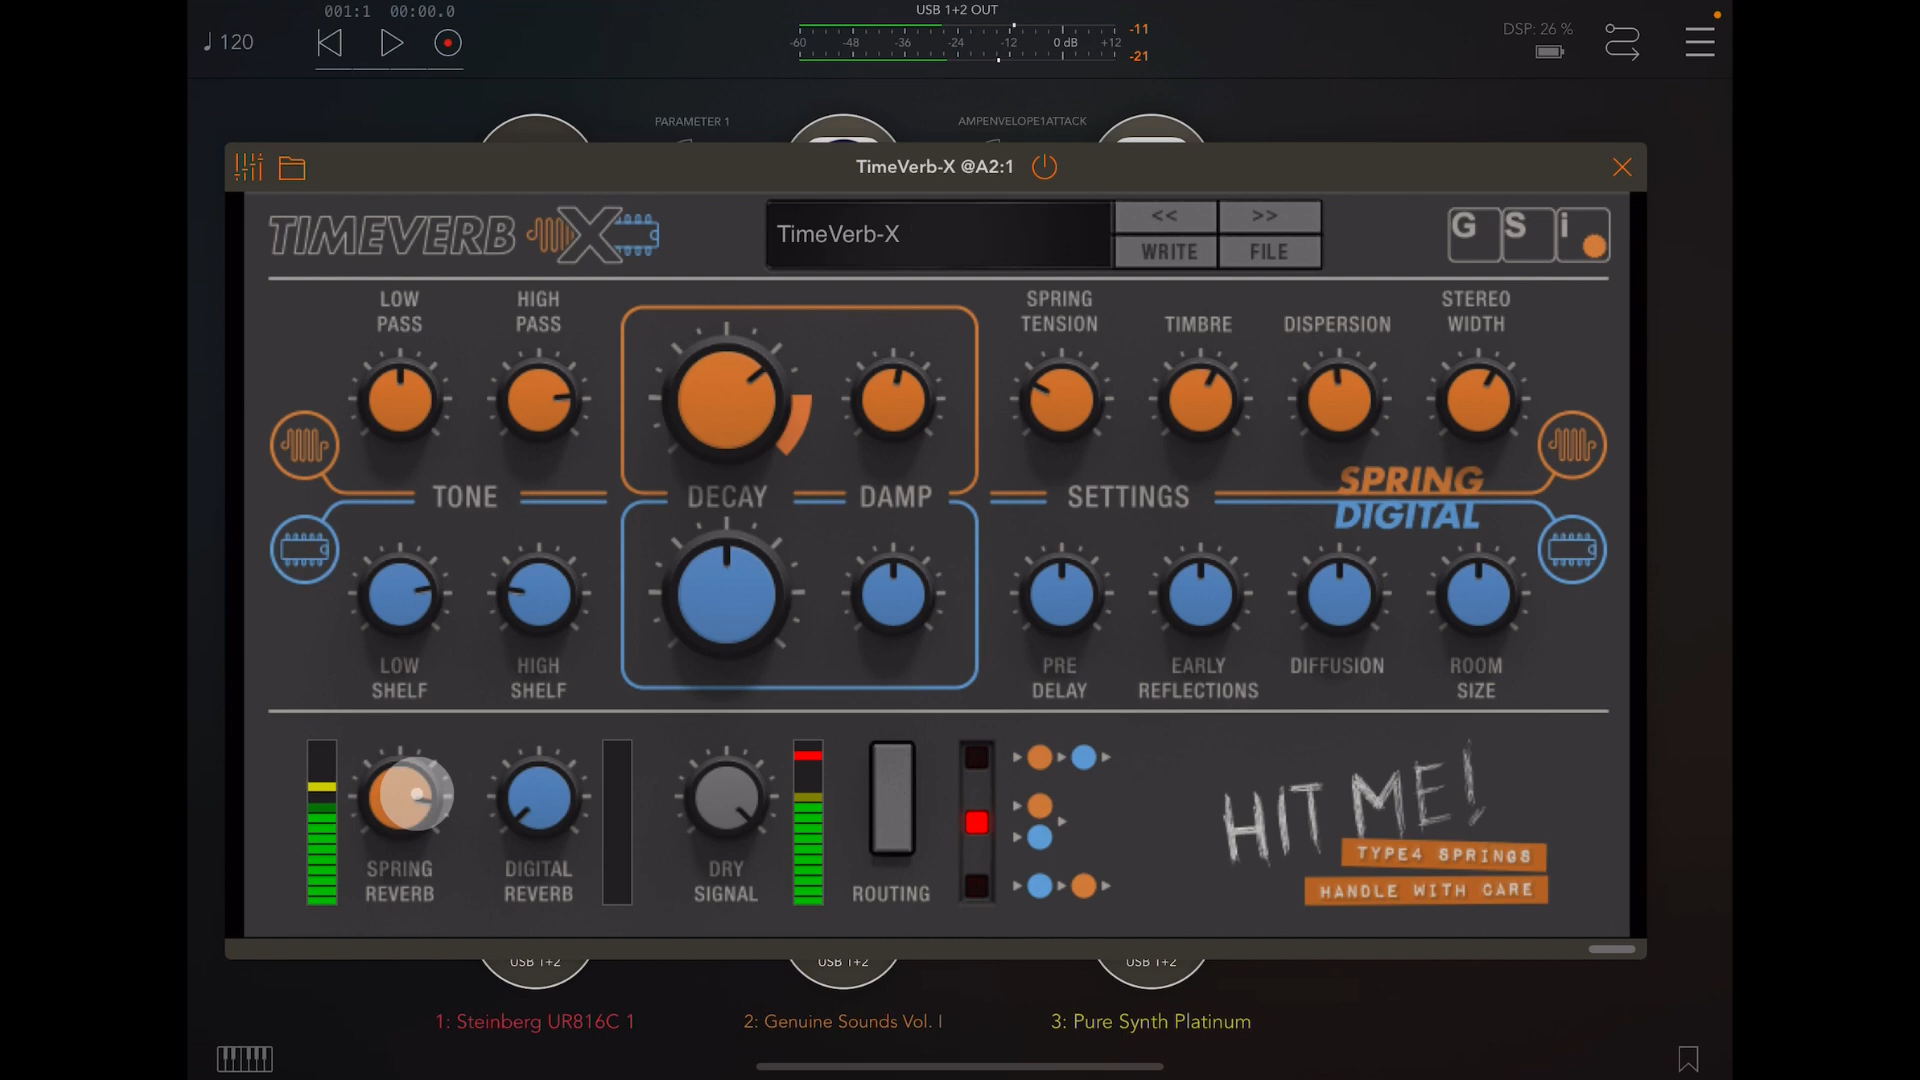 001:1 00:00.0
USB 1+2 OUT
♩ 120
-60 -48 -36 -24 -12 0 dB +12
-11
-21
DSP: 26 %
PARAMETER 1
AMPENVELOPE1ATTACK
TimeVerb-X @A2:1
TIMEVERB X
TimeVerb-X
<< >>
WRITE FILE
G S i
LOW PASS
HIGH PASS
SPRING TENSION
TIMBRE
DISPERSION
STEREO WIDTH
TONE
DECAY
DAMP
SETTINGS
SPRING
DIGITAL
LOW SHELF
HIGH SHELF
PRE DELAY
EARLY REFLECTIONS
DIFFUSION
ROOM SIZE
SPRING REVERB
DIGITAL REVERB
DRY SIGNAL
ROUTING
HIT ME!
TYPE4 SPRINGS
HANDLE WITH CARE
USB 1+2
USB 1+2
USB 1+2
1: Steinberg UR816C 1
2: Genuine Sounds Vol. I
3: Pure Synth Platinum